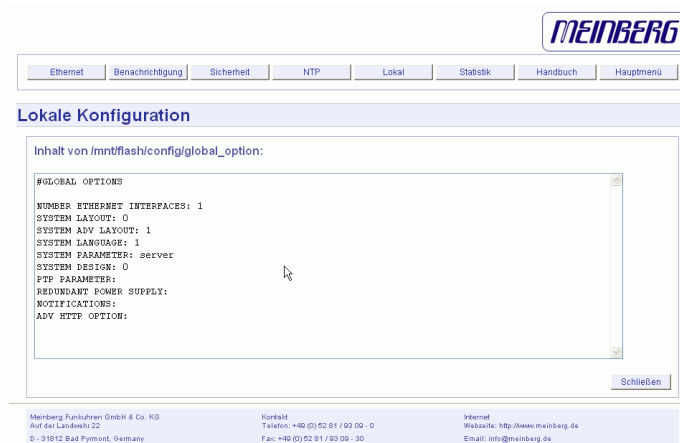 MEINBERG
Ethernet Benachrichtigung Sicherheit NTP Lokal Statistik Handbuch Hauptmenü
Lokale Konfiguration
Inhalt von /mnt/flash/config/global_option:
#GLOBAL OPTIONS
NUMBER ETHERNET INTERFACES: 1
SYSTEM LAYOUT: 0
SYSTEM ADV LAYOUT: 1
SYSTEM LANGUAGE: 1
SYSTEM PARAMETER: server
SYSTEM DESIGN: 0
PTP PARAMETER:
REDUNDANT POWER SUPPLY:
NOTIFICATIONS:
ADV HTTP OPTION:
Schließen
Meinberg Funkuhren GmbH & Co. KG Kontakt Internet
Auf der Landwehr 22 Telefon: +49 (0) 52 81 / 93 09 - 0 Webseite: http://www.meinberg.de
D - 31812 Bad Pyrmont, Germany Fax: +49 (0) 52 81 / 93 09 - 30 Email: info@meinberg.de